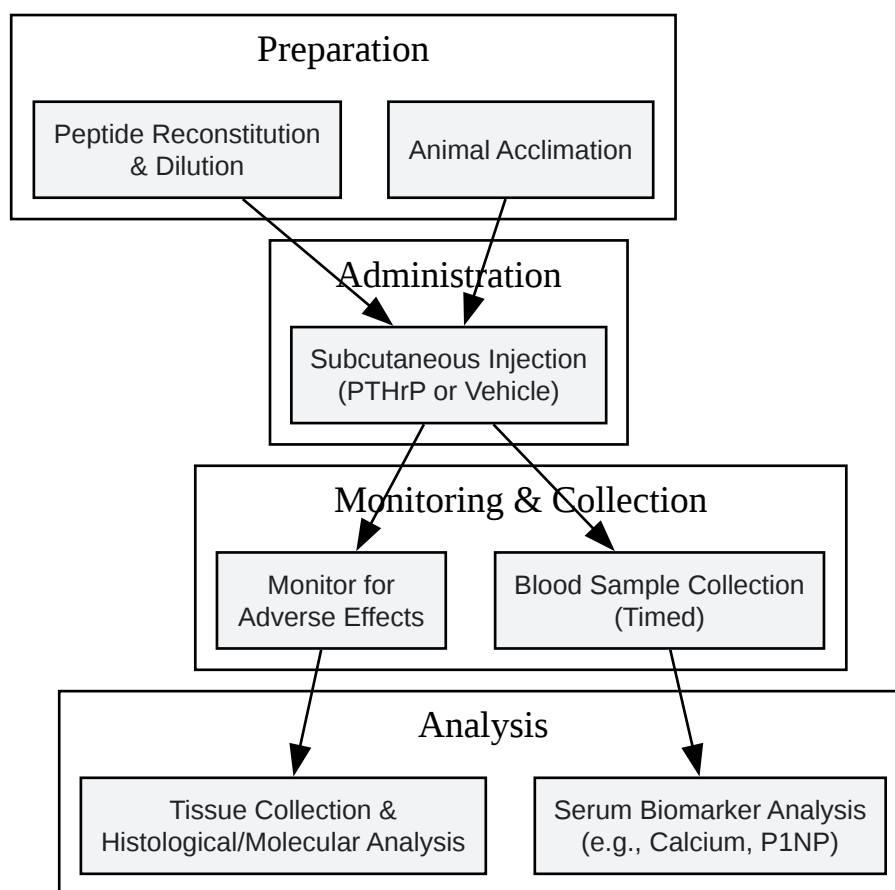 Preparation
Peptide Reconstitution
& Dilution
Animal Acclimation
Administration
Subcutaneous Injection
(PTHrP or Vehicle)
Monitoring & Collection
Monitor for
Adverse Effects
Blood Sample Collection
(Timed)
Analysis
Tissue Collection &
Histological/Molecular Analysis
Serum Biomarker Analysis
(e.g., Calcium, P1NP)